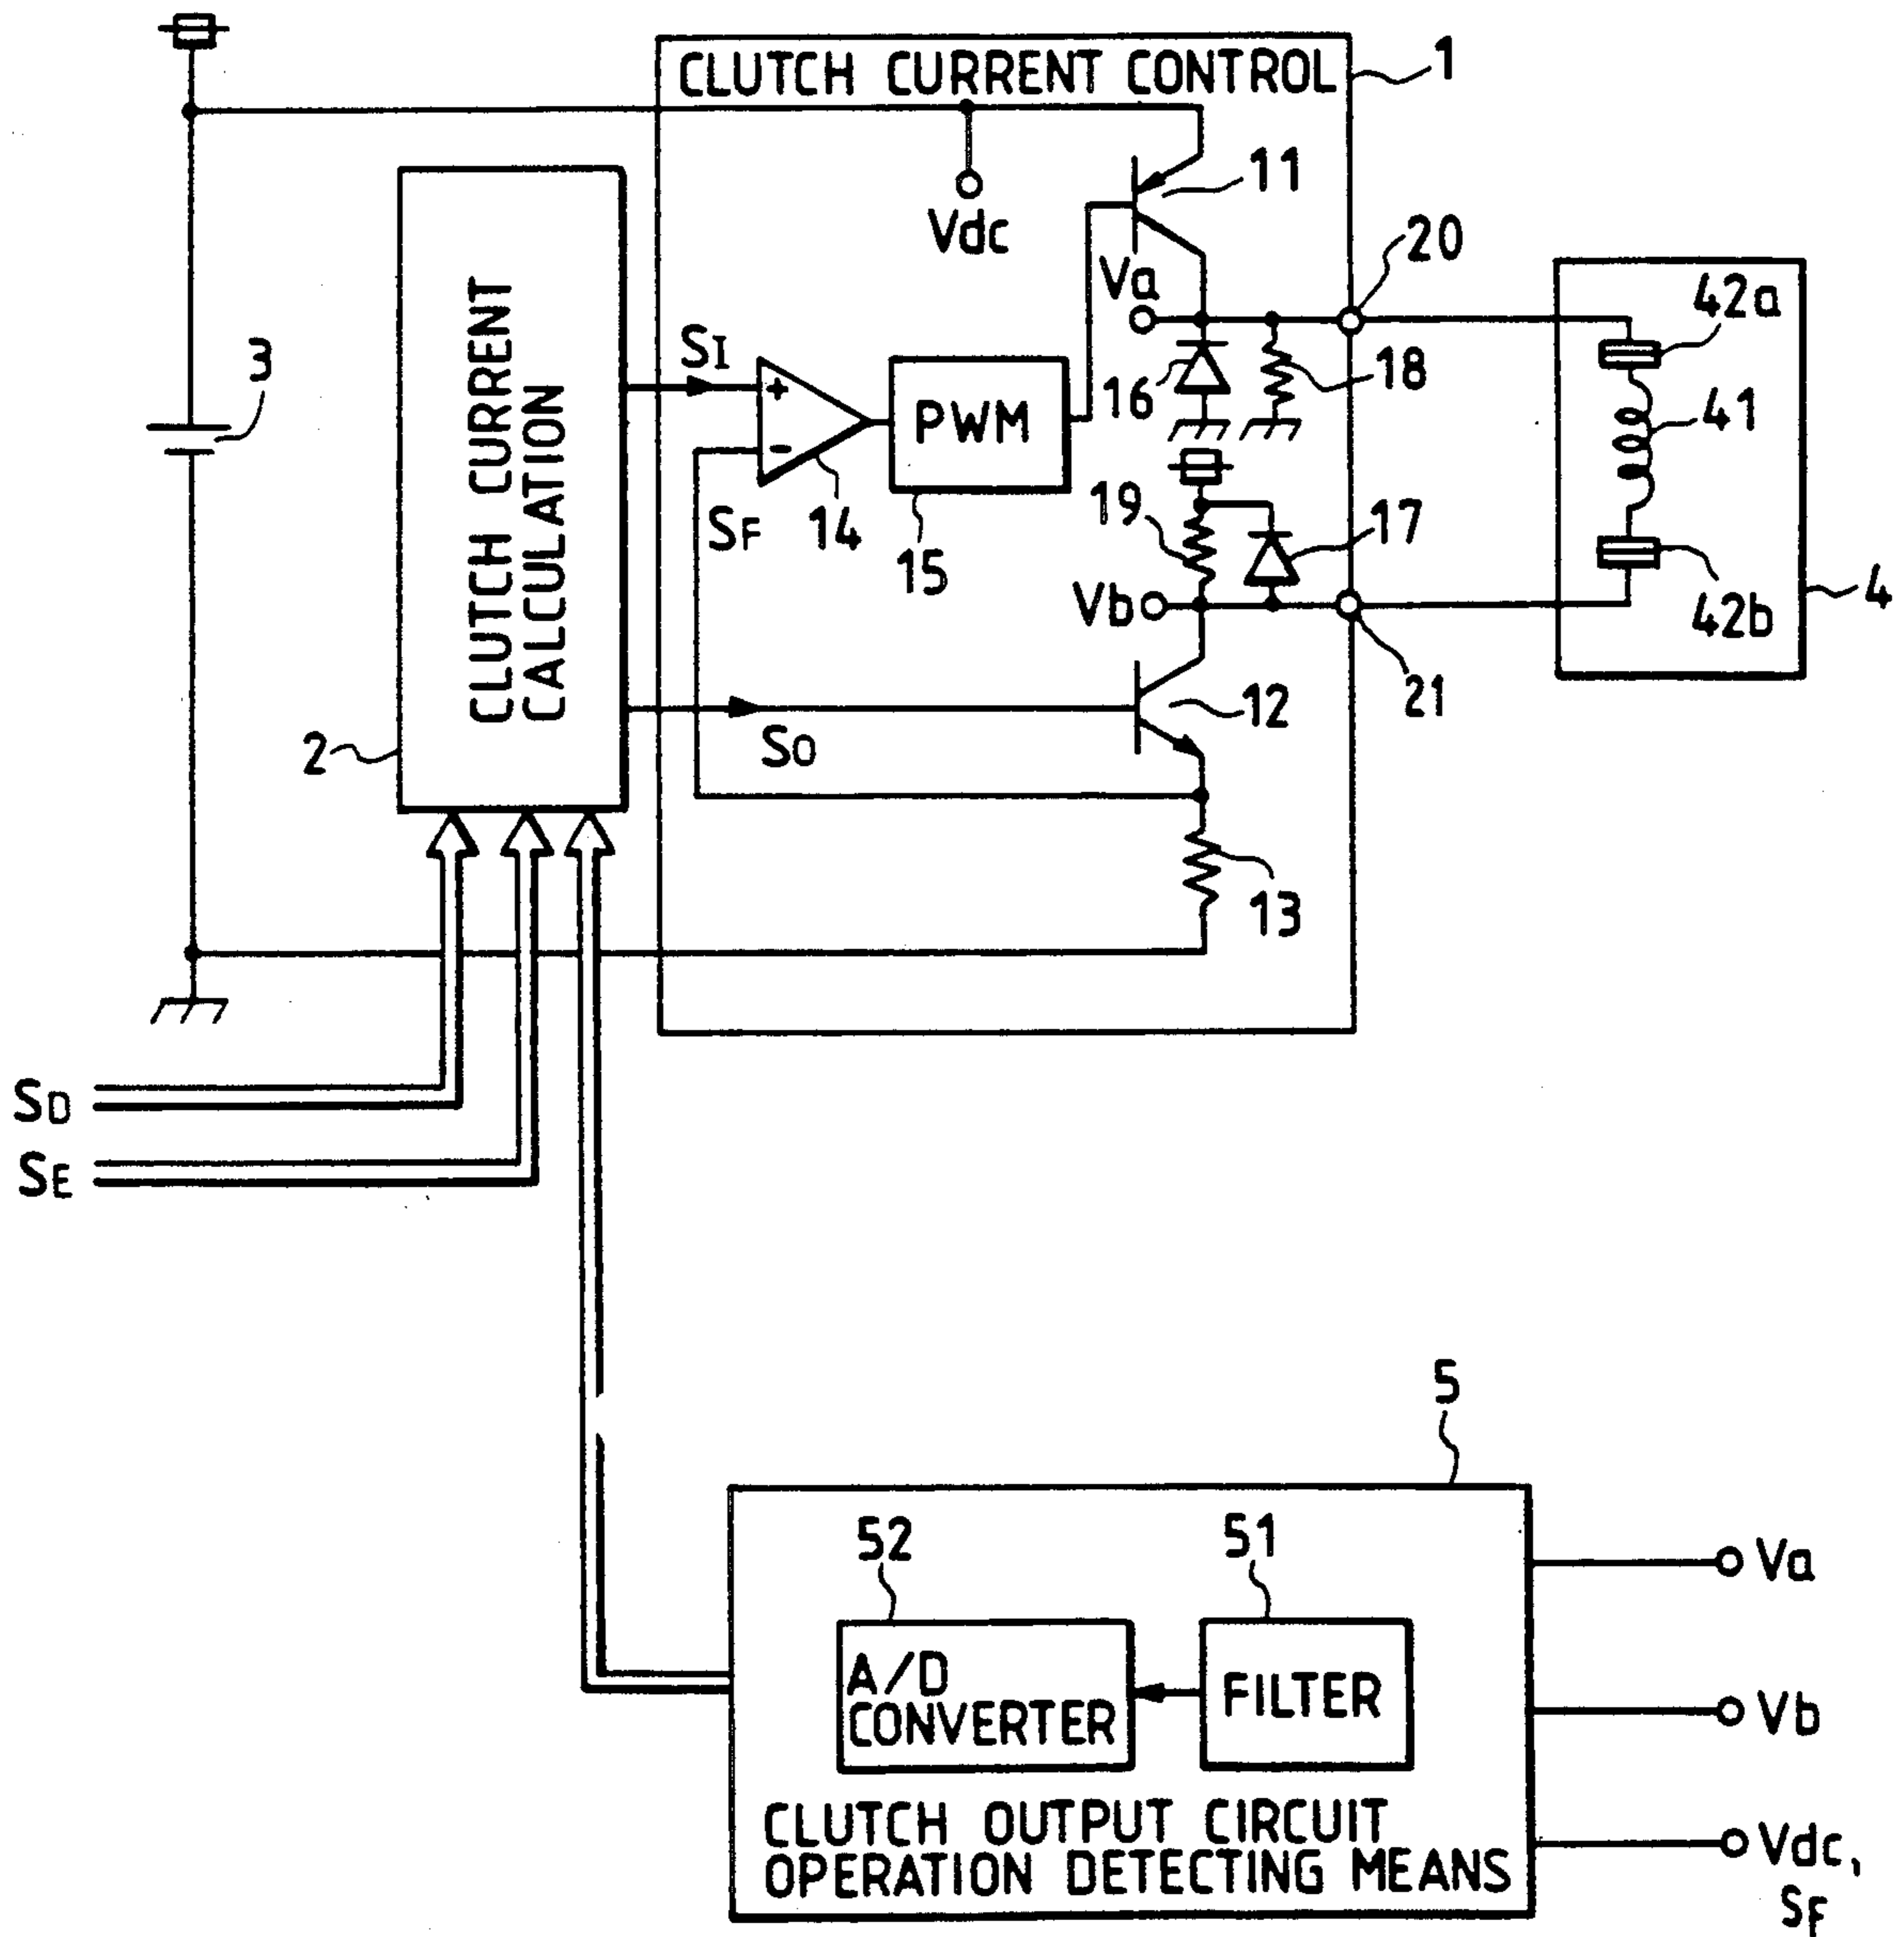 CLUTCH CURRENT CONTROL
1
11
Vdc
20
Va
42a
CLUTCH CURRENT
CALCULATION
SI
3
+
PWM
16
18
41
-
SF
14
15
19
17
Vb
42b
4
21
12
2
SO
13
SD
SE
5
52
51
Va
A/D
CONVERTER
FILTER
Vb
CLUTCH OUTPUT CIRCUIT
OPERATION DETECTING MEANS
Vdc,
SF